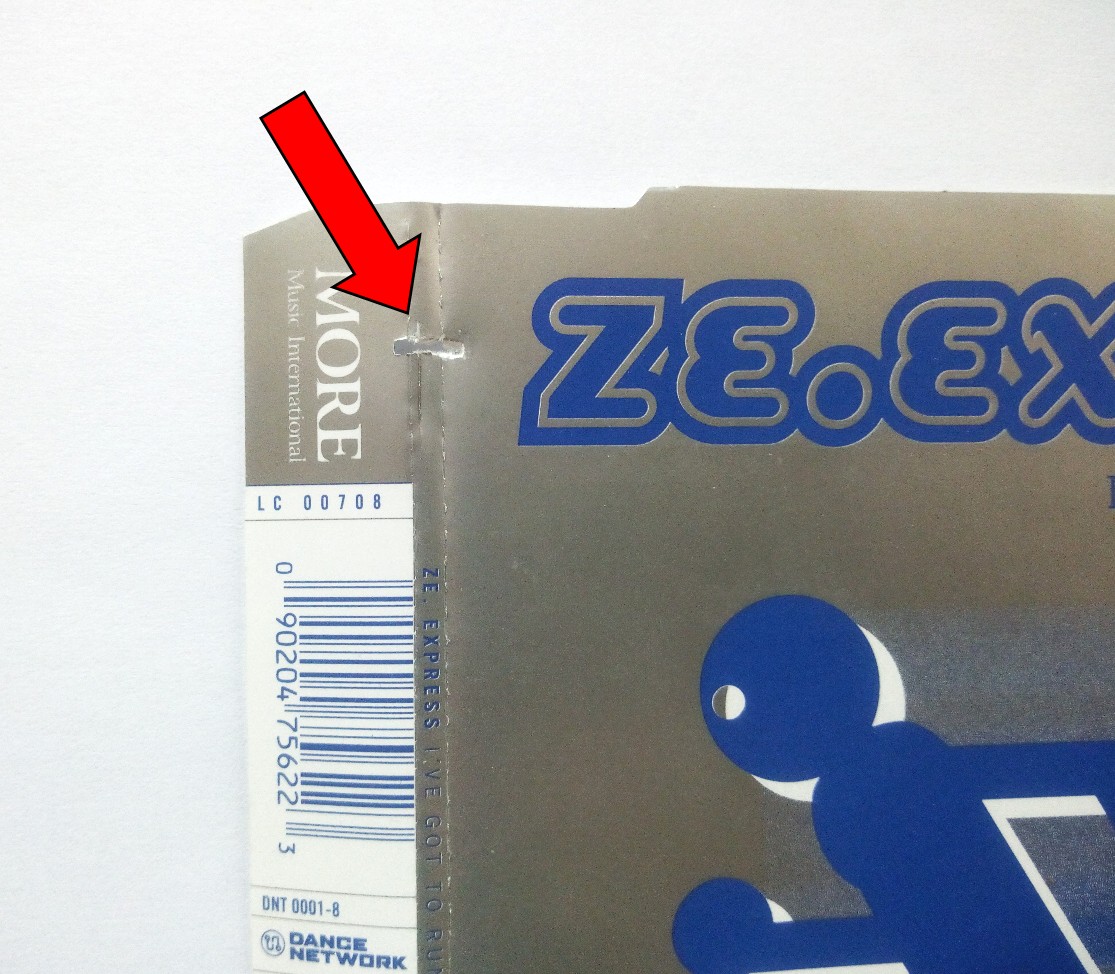 MORE
Music International
LC 00708
0 90204 75622 3
DNT 0001-8
DANCE
NETWORK
ZE. EXPRESS I'VE GOT TO RUN
ZE.EX